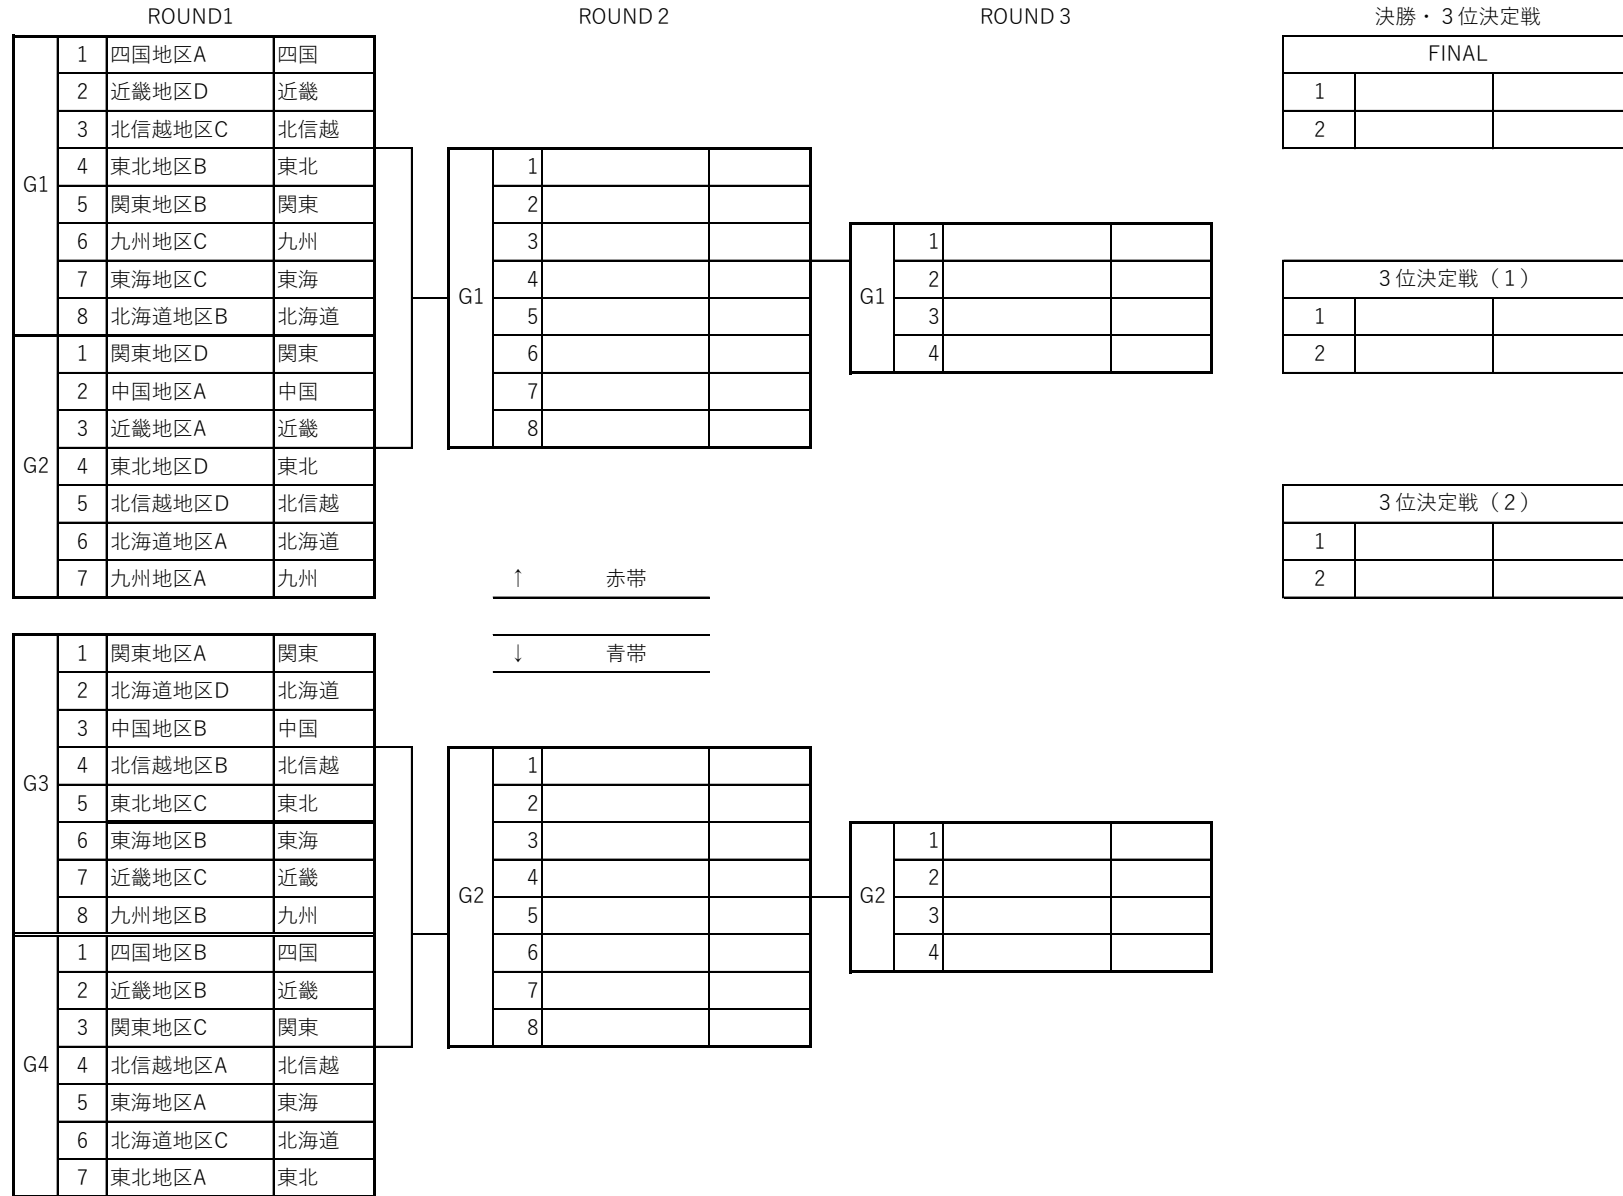 ROUND1 ROUND 2 ROUND 3 決勝・３位決定戦
G1
1 四国地区A 四国
2 近畿地区D 近畿
3 北信越地区C 北信越
4 東北地区B 東北
5 関東地区B 関東
6 九州地区C 九州
7 東海地区C 東海
8 北海道地区B 北海道
G2
1 関東地区D 関東
2 中国地区A 中国
3 近畿地区A 近畿
4 東北地区D 東北
5 北信越地区D 北信越
6 北海道地区A 北海道
7 九州地区A 九州
G3
1 関東地区A 関東
2 北海道地区D 北海道
3 中国地区B 中国
4 北信越地区B 北信越
5 東北地区C 東北
6 東海地区B 東海
7 近畿地区C 近畿
8 九州地区B 九州
G4
1 四国地区B 四国
2 近畿地区B 近畿
3 関東地区C 関東
4 北信越地区A 北信越
5 東海地区A 東海
6 北海道地区C 北海道
7 東北地区A 東北
G1
1
2
3
4
5
6
7
8
↑ 赤帯
↓ 青帯
G2
1
2
3
4
5
6
7
8
G1
1
2
3
4
G2
1
2
3
4
FINAL
1
2
３位決定戦（１）
1
2
３位決定戦（２）
1
2